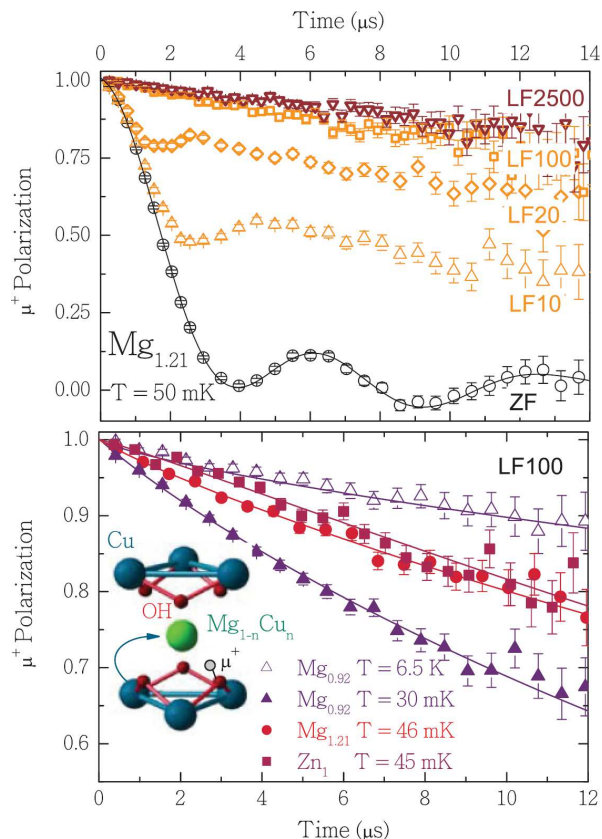 Time (μs)
0 2 4 6 8 10 12 14
1.00
0.75
0.50
0.25
0.00
μ⁺ Polarization
LF2500
LF100
LF20
LF10
ZF
Mg₁.₂₁
T = 50 mK
LF100
1.0
0.9
0.8
0.7
0.6
μ⁺ Polarization
Cu
OH
Mg₁₋ₙCuₙ
μ⁺
Mg₀.₉₂ T = 6.5 K
Mg₀.₉₂ T = 30 mK
Mg₁.₂₁ T = 46 mK
Zn₁ T = 45 mK
0 2 4 6 8 10 12
Time (μs)